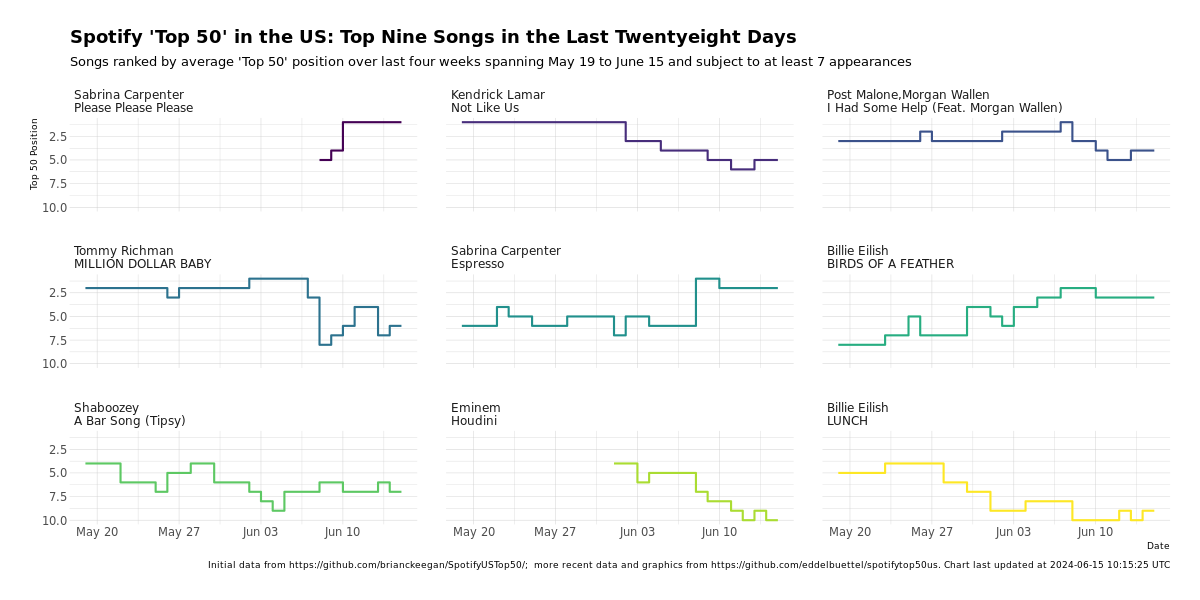 Spotify 'Top 50' in the US: Top Nine Songs in the Last Twentyeight Days
Songs ranked by average 'Top 50' position over last four weeks spanning May 19 to June 15 and subject to at least 7 appearances
Sabrina Carpenter
Please Please Please
Kendrick Lamar
Not Like Us
Post Malone,Morgan Wallen
I Had Some Help (Feat. Morgan Wallen)
Top 50 Position
2.5
5.0
7.5
10.0
Tommy Richman
MILLION DOLLAR BABY
Sabrina Carpenter
Espresso
Billie Eilish
BIRDS OF A FEATHER
2.5
5.0
7.5
10.0
Shaboozey
A Bar Song (Tipsy)
Eminem
Houdini
Billie Eilish
LUNCH
2.5
5.0
7.5
10.0
May 20 May 27 Jun 03 Jun 10
May 20 May 27 Jun 03 Jun 10
May 20 May 27 Jun 03 Jun 10
Date
Initial data from https://github.com/brianckeegan/SpotifyUSTop50/;  more recent data and graphics from https://github.com/eddelbuettel/spotifytop50us. Chart last updated at 2024-06-15 10:15:25 UTC